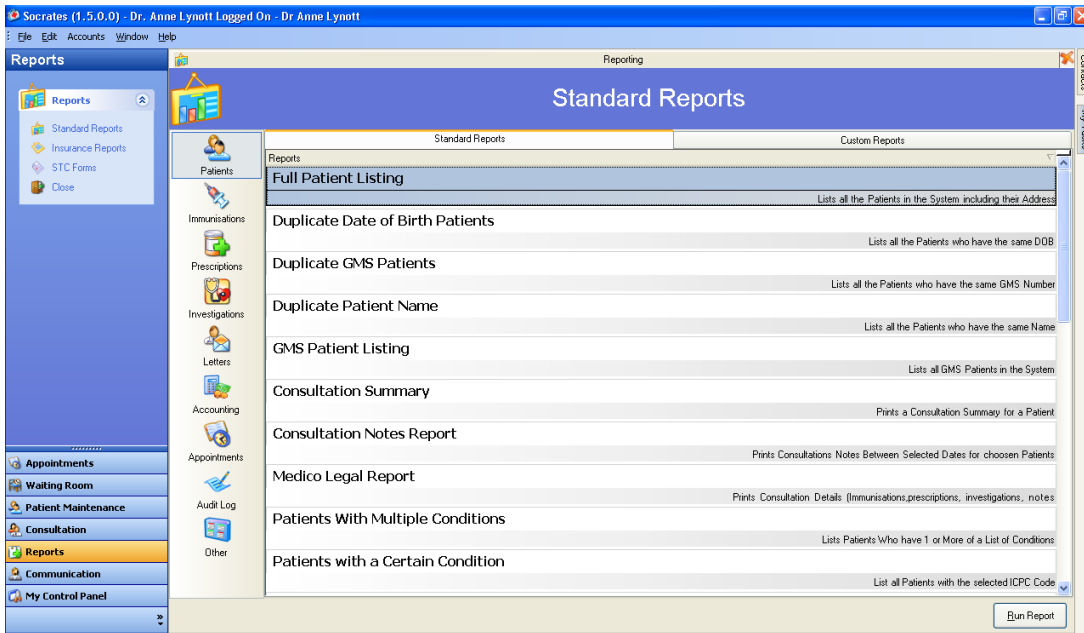 Socrates (1.5.0.0) - Dr. Anne Lynott Logged On - Dr Anne Lynott
File Edit Accounts Window Help
Reports
Reports
Standard Reports
Insurance Reports
STC Forms
Close
Appointments
Waiting Room
Patient Maintenance
Consultation
Reports
Communication
My Control Panel
Reporting
Standard Reports
Patients
Immunisations
Prescriptions
Investigations
Letters
Accounting
Appointments
Audit Log
Other
Standard Reports Custom Reports
Reports
Full Patient Listing
Lists all the Patients in the System including their Address
Duplicate Date of Birth Patients
Lists all the Patients who have the same DOB
Duplicate GMS Patients
Lists all the Patients who have the same GMS Number
Duplicate Patient Name
Lists all the Patients who have the same Name
GMS Patient Listing
Lists all GMS Patients in the System
Consultation Summary
Prints a Consultation Summary for a Patient
Consultation Notes Report
Prints Consultations Notes Between Selected Dates for choosen Patients
Medico Legal Report
Prints Consultation Details (Immunisations,prescriptions, investigations, notes
Patients With Multiple Conditions
Lists Patients Who have 1 or More of a List of Conditions
Patients with a Certain Condition
List all Patients with the selected ICPC Code
Run Report